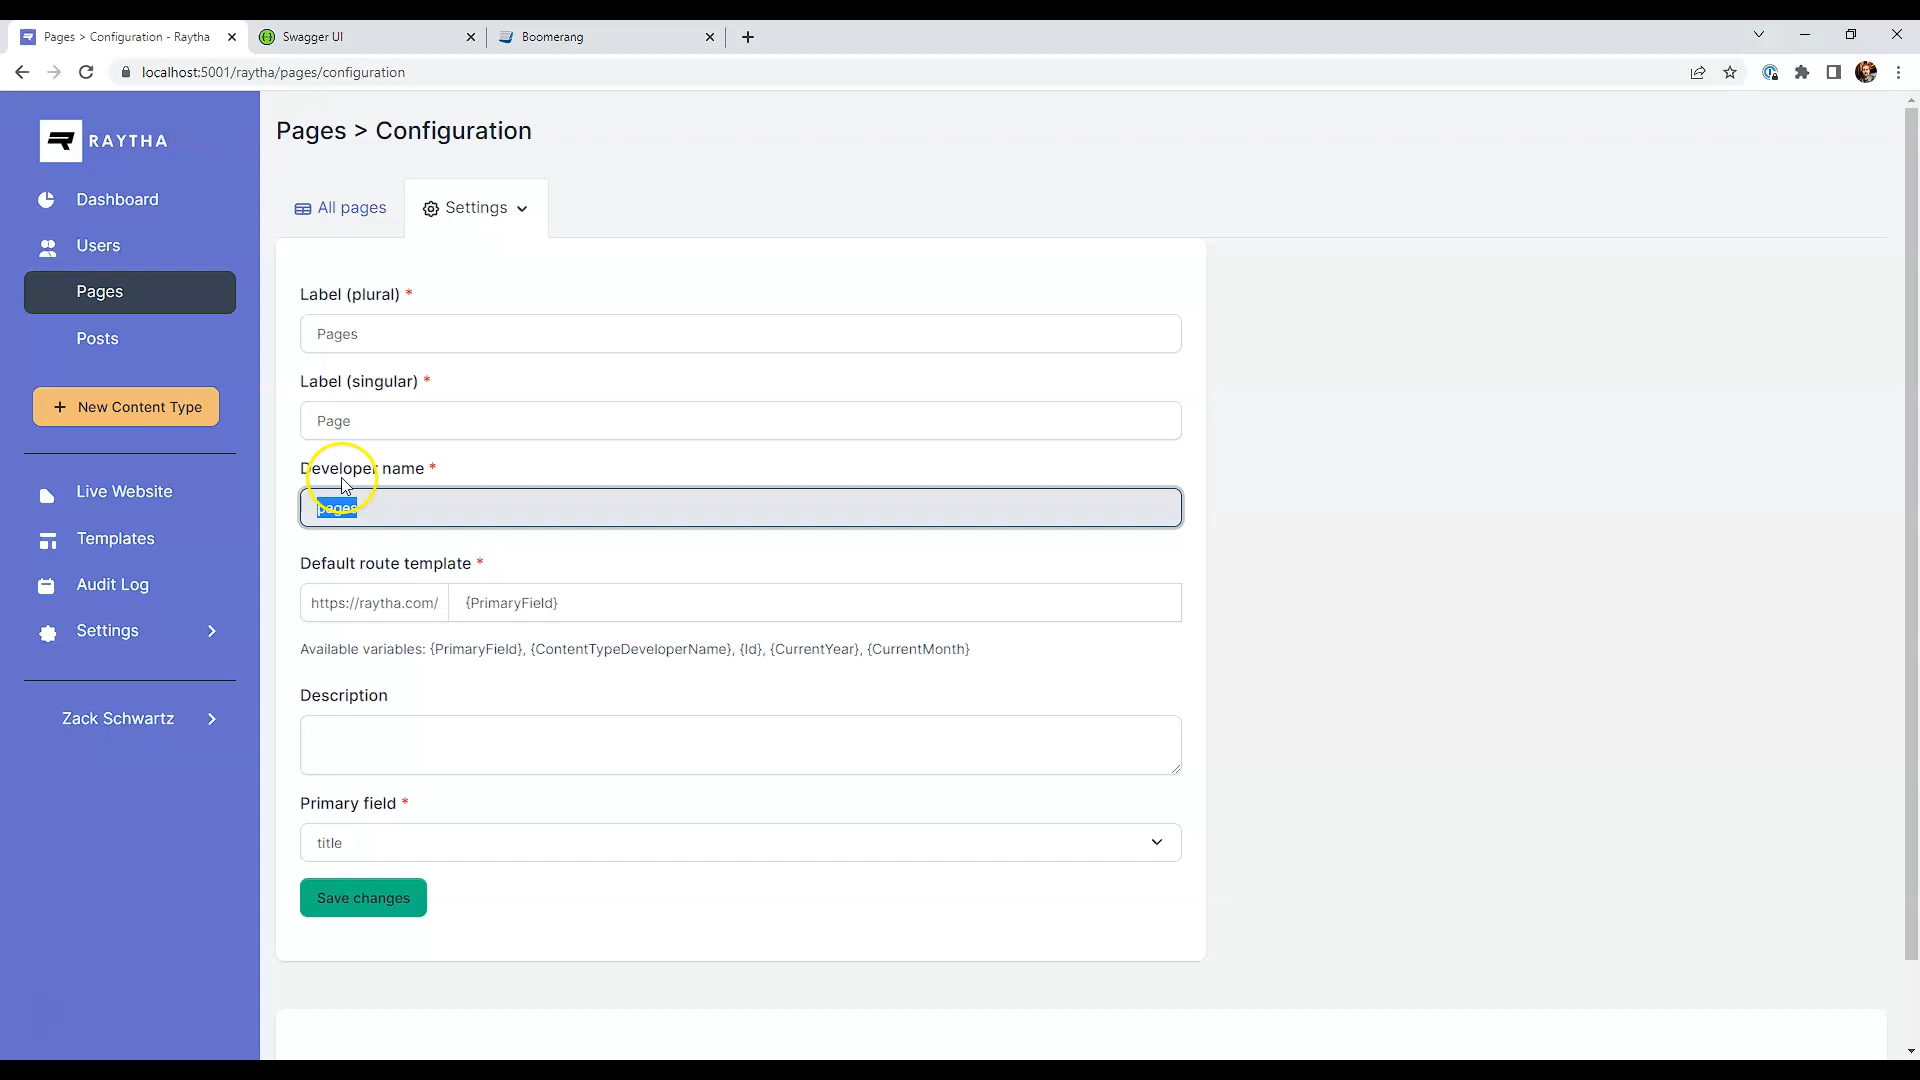 Pages > Configuration - Raytha
Swagger UI
Boomerang
localhost:5001/raytha/pages/configuration
RAYTHA
Dashboard
Users
Pages
Posts
+ New Content Type
Live Website
Templates
Audit Log
Settings
Zack Schwartz
Pages > Configuration
All pages
Settings
Label (plural) *
Pages
Label (singular) *
Page
Developer name *
pages
Default route template *
https://raytha.com/ {PrimaryField}
Available variables: {PrimaryField}, {ContentTypeDeveloperName}, {Id}, {CurrentYear}, {CurrentMonth}
Description
Primary field *
title
Save changes